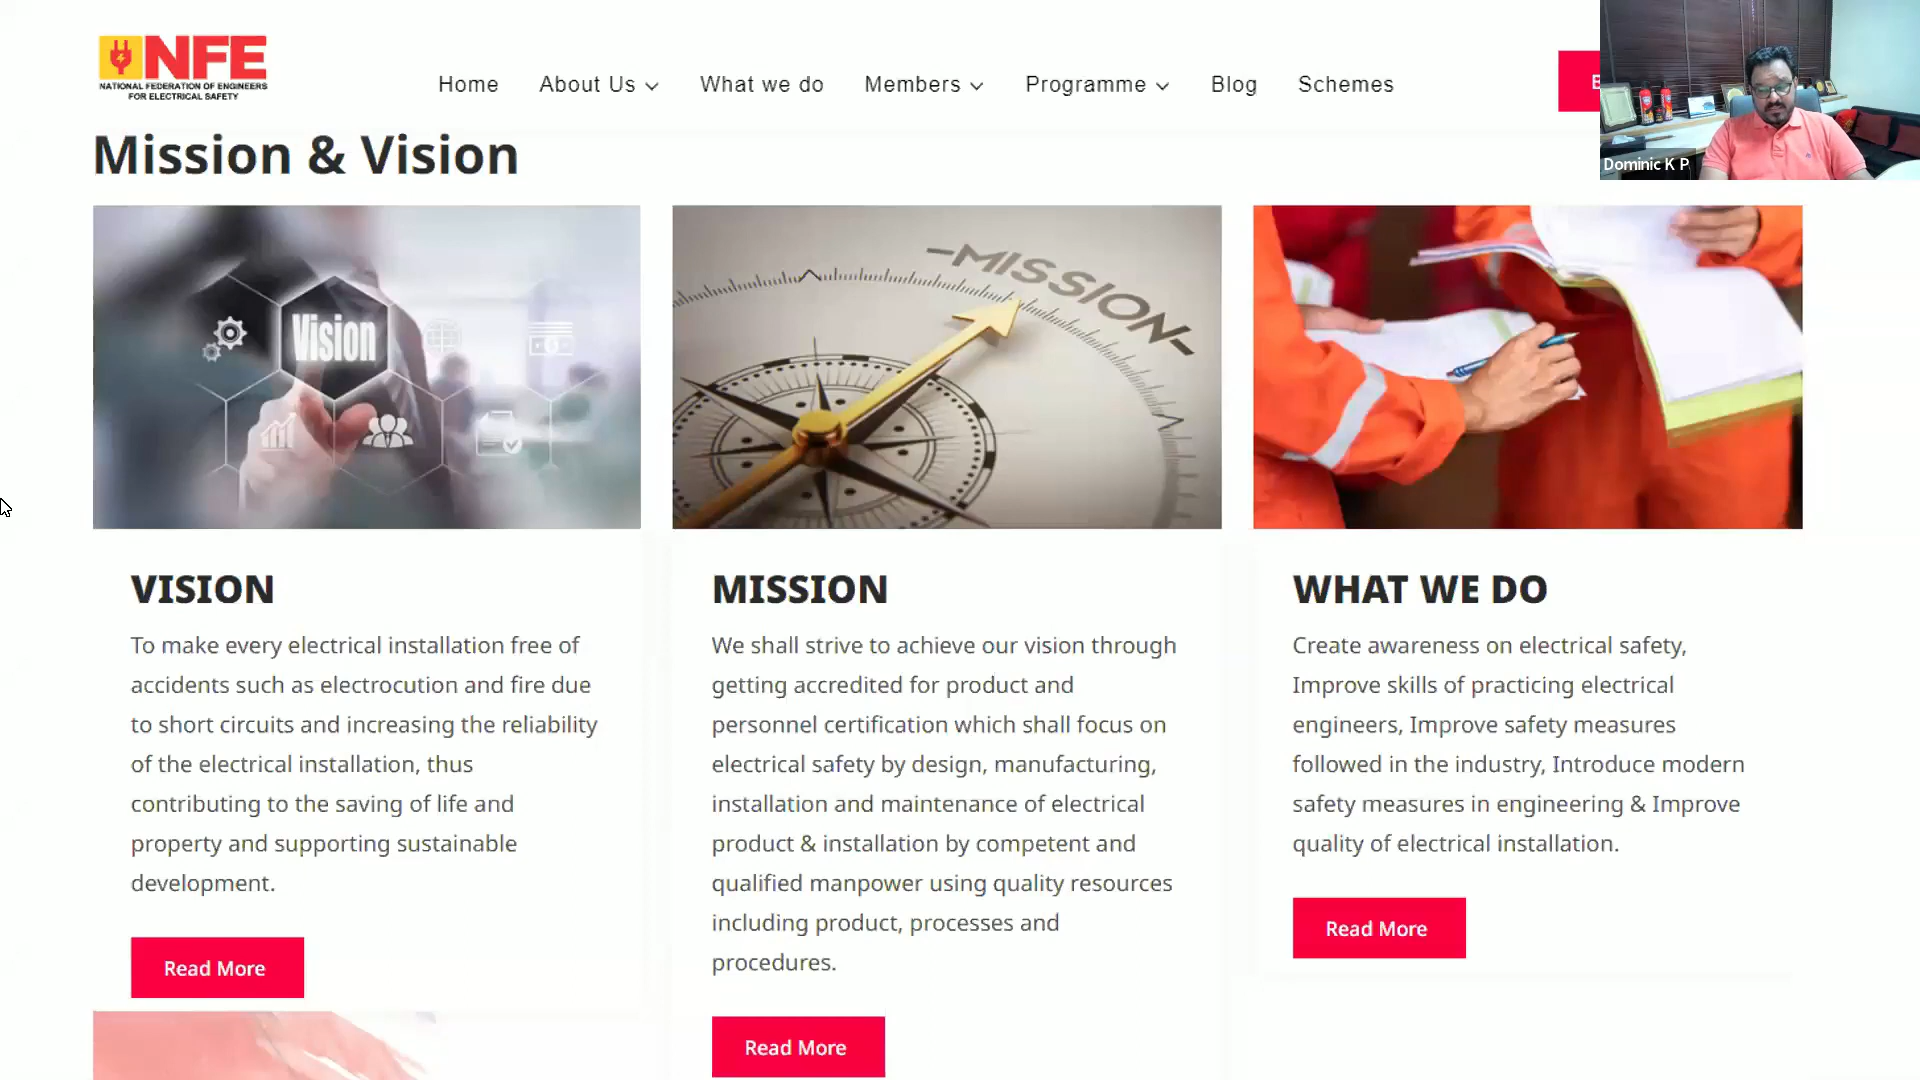 NFE
NATIONAL FEDERATION OF ENGINEERS
FOR ELECTRICAL SAFETY
Home
About Us
What we do
Members
Programme
Blog
Schemes
Dominic K P
Mission & Vision
Vision
-MISSION-
VISION
To make every electrical installation free of
accidents such as electrocution and fire due
to short circuits and increasing the reliability
of the electrical installation, thus
contributing to the saving of life and
property and supporting sustainable
development.
Read More
MISSION
We shall strive to achieve our vision through
getting accredited for product and
personnel certification which shall focus on
electrical safety by design, manufacturing,
installation and maintenance of electrical
product & installation by competent and
qualified manpower using quality resources
including product, processes and
procedures.
Read More
WHAT WE DO
Create awareness on electrical safety,
Improve skills of practicing electrical
engineers, Improve safety measures
followed in the industry, Introduce modern
safety measures in engineering & Improve
quality of electrical installation.
Read More